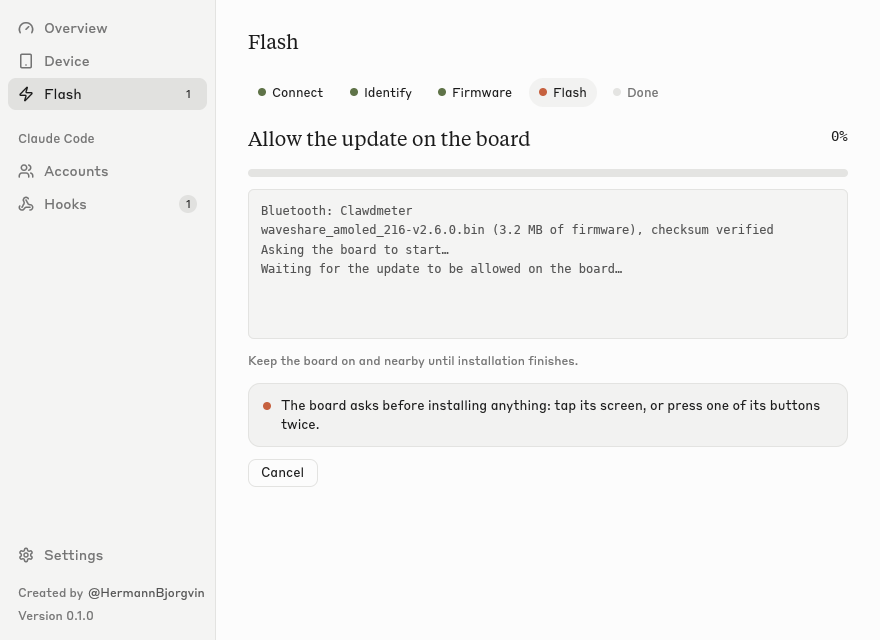 Overview
Device
Flash 1
Claude Code
Accounts
Hooks 1
Settings
Created by @HermannBjorgvin
Version 0.1.0
Flash
Connect Identify Firmware Flash Done
Allow the update on the board 0%
Bluetooth: Clawdmeter
waveshare_amoled_216-v2.6.0.bin (3.2 MB of firmware), checksum verified
Asking the board to start…
Waiting for the update to be allowed on the board…
Keep the board on and nearby until installation finishes.
The board asks before installing anything: tap its screen, or press one of its buttons
twice.
Cancel